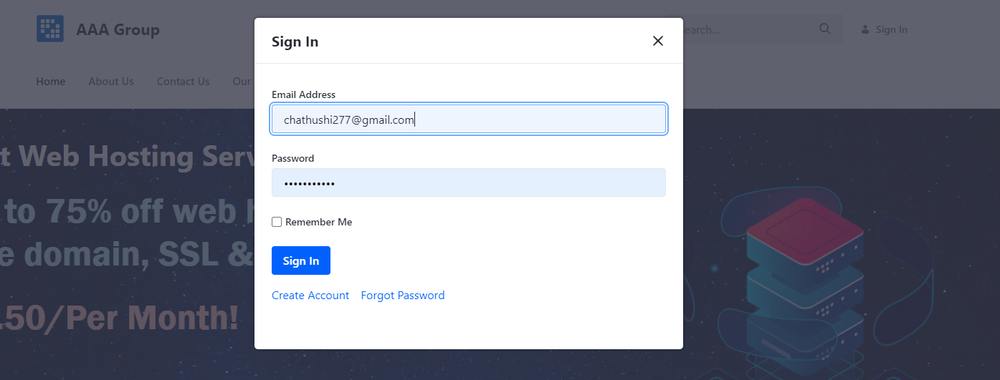 AAA Group
earch...
Sign In
Home
About Us
Contact Us
Our
Sign In
Email Address
chathushi277@gmail.com
Password
•••••••••••
Remember Me
Sign In
Create Account
Forgot Password
t Web Hosting Serv
to 75% off web h
e domain, SSL &
.50/Per Month!